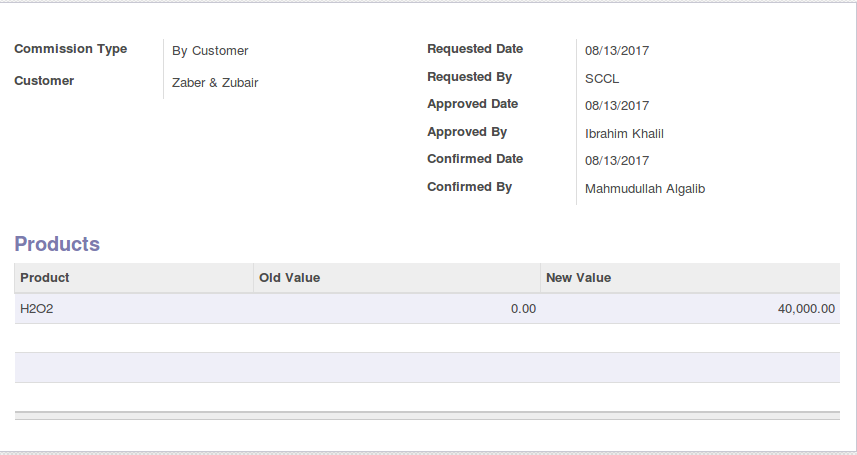 Commission Type By Customer
Customer Zaber & Zubair
Requested Date 08/13/2017
Requested By SCCL
Approved Date 08/13/2017
Approved By Ibrahim Khalil
Confirmed Date 08/13/2017
Confirmed By Mahmudullah Algalib
Products
Product Old Value New Value
H2O2 0.00 40,000.00